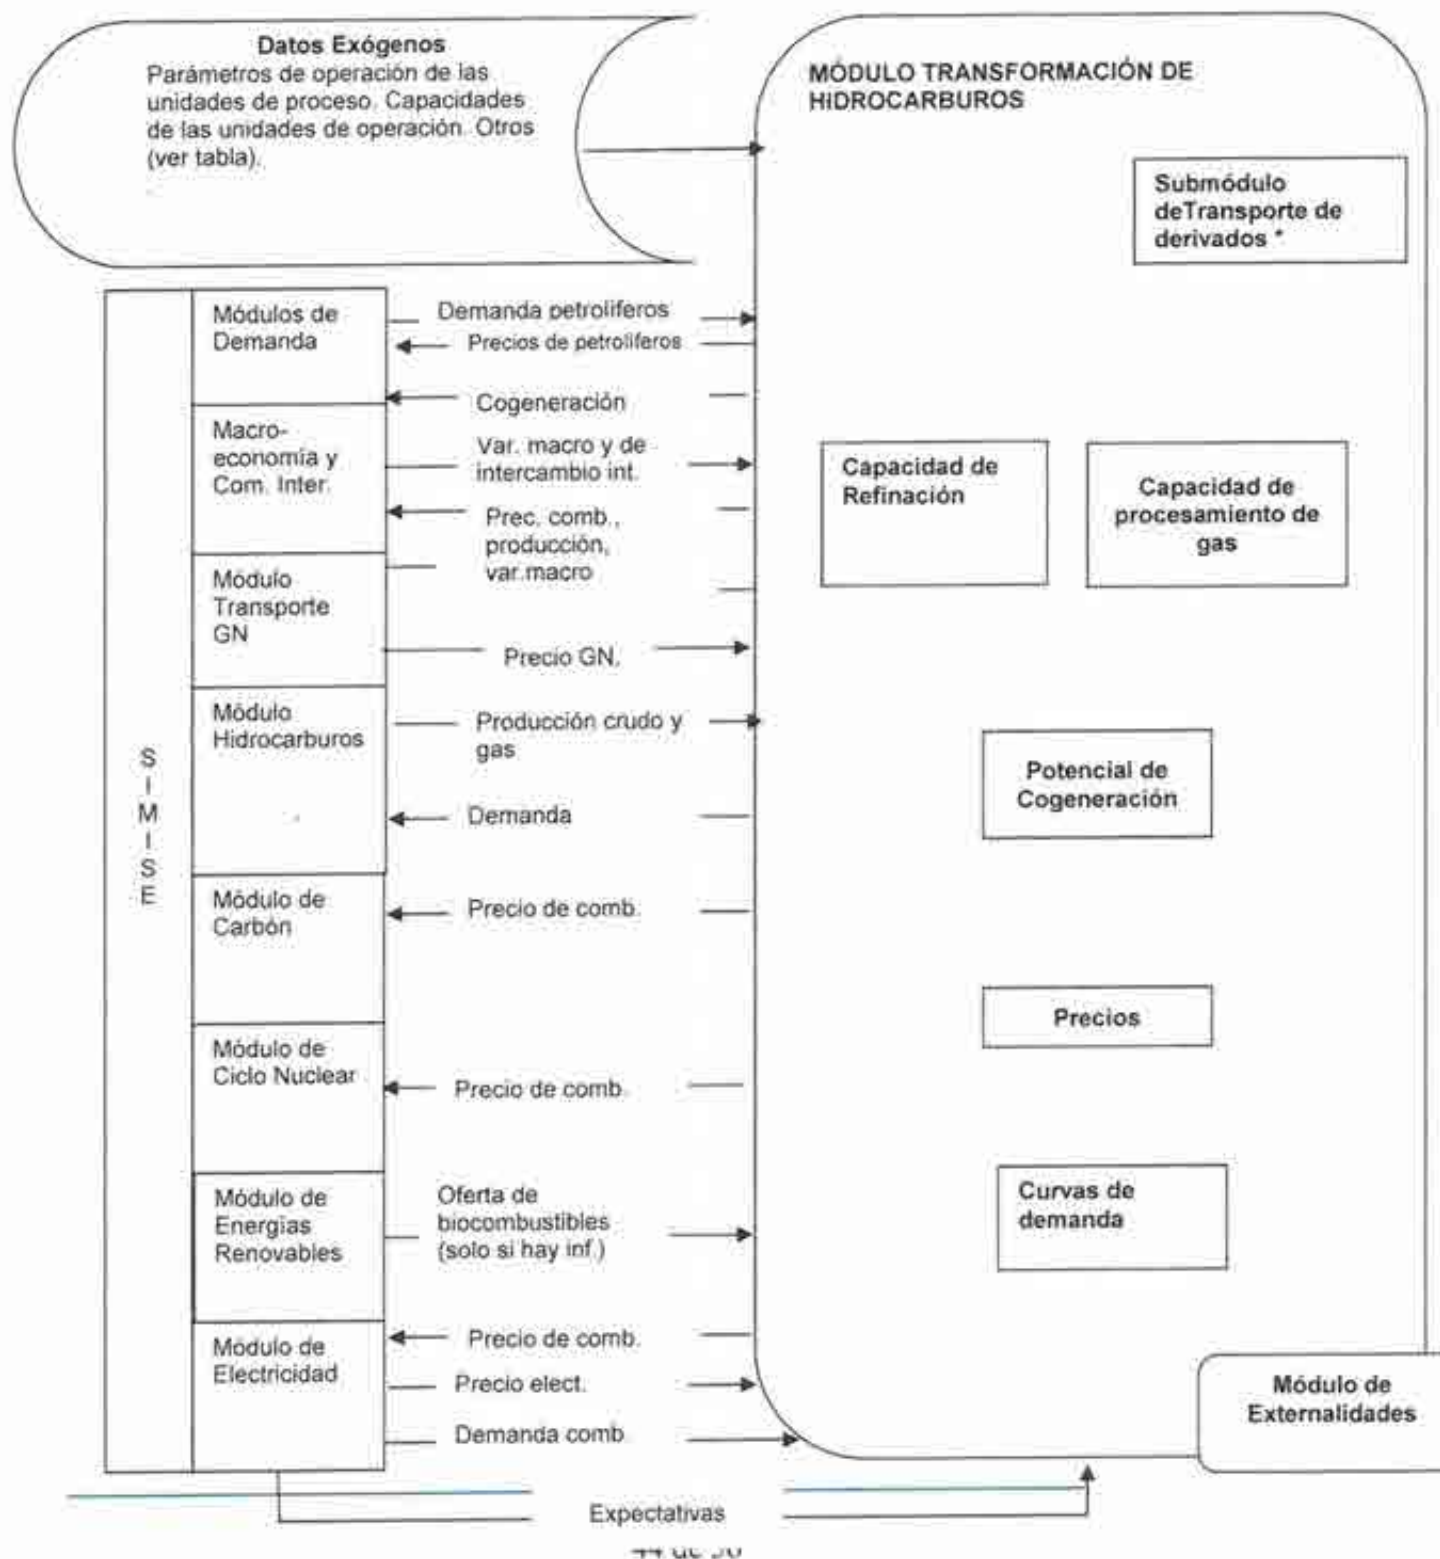 Datos Exógenos
Parámetros de operación de las
unidades de proceso. Capacidades
de las unidades de operación. Otros
(ver tabla).
MÓDULO TRANSFORMACIÓN DE
HIDROCARBUROS
Submódulo
deTransporte de
derivados *
Módulos de
Demanda
Demanda petrolíferos
Precios de petrolíferos
Cogeneración
Macro-
economía y
Com. Inter.
Var. macro y de
intercambio int.
Prec. comb.,
producción,
var.macro
Capacidad de
Refinación
Capacidad de
procesamiento de
gas
Módulo
Transporte
GN
Precio GN.
Módulo
Hidrocarburos
Producción crudo y
gas
Demanda
Potencial de
Cogeneración
S
I
M
I
S
E
Módulo de
Carbón
Precio de comb.
Precios
Módulo de
Ciclo Nuclear
Precio de comb.
Módulo de
Energías
Renovables
Oferta de
biocombustibles
(solo si hay inf.)
Curvas de
demanda
Módulo de
Electricidad
Precio de comb.
Precio elect.
Demanda comb.
Módulo de
Externalidades
Expectativas